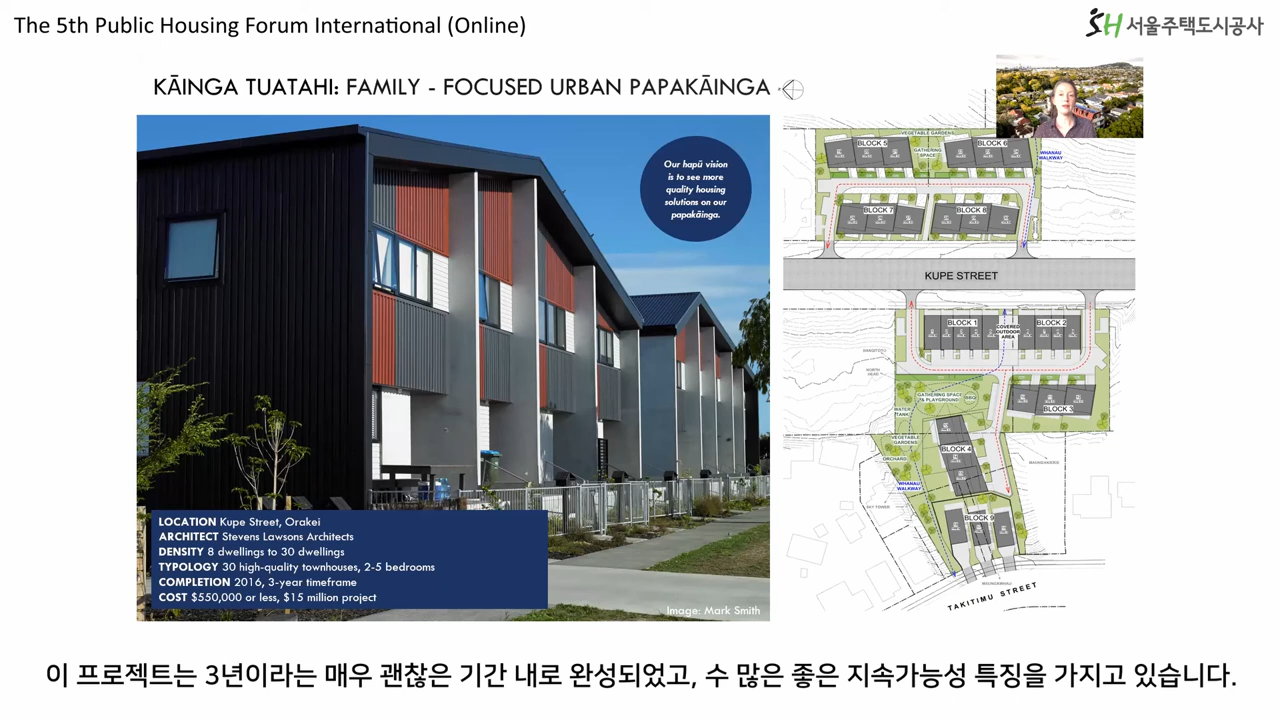 The 5th Public Housing Forum International (Online)
SH 서울주택도시공사
KĀINGA TUATAHI: FAMILY - FOCUSED URBAN PAPAKĀINGA
Our hapū vision
is to see more
quality housing
solutions on our
papakāinga.
LOCATION Kupe Street, Orakei
ARCHITECT Stevens Lawsons Architects
DENSITY 8 dwellings to 30 dwellings
TYPOLOGY 30 high-quality townhouses, 2-5 bedrooms
COMPLETION 2016, 3-year timeframe
COST $550,000 or less, $15 million project
Image: Mark Smith
VEGETABLE GARDENS
BLOCK 5
GATHERING
SPACE
BLOCK 6
WHANAU
WALKWAY
BLOCK 7
BLOCK 8
KUPE STREET
BLOCK 1
COVERED
OUTDOOR
AREA
BLOCK 2
RANGITOTO
NORTH
HEAD
GATHERING SPACE
& PLAYGROUND
BBQ
WATER
TANK
BLOCK 3
VEGETABLE
GARDENS
BLOCK 4
ORCHARD
WHANAU
WALKWAY
SKY TOWER
BLOCK 9
TAKITIMU STREET
이 프로젝트는 3년이라는 매우 괜찮은 기간 내로 완성되었고, 수 많은 좋은 지속가능성 특징을 가지고 있습니다.